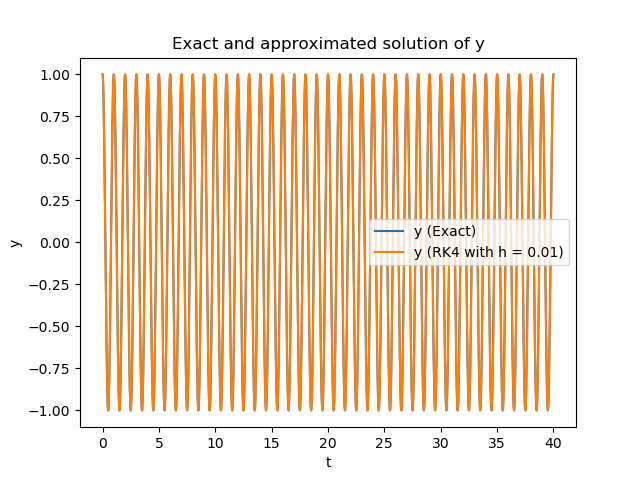 Exact and approximated solution of y
1.00
0.75
0.50
0.25
0.00
−0.25
−0.50
−0.75
−1.00
y
y (Exact)
y (RK4 with h = 0.01)
0 5 10 15 20 25 30 35 40
t